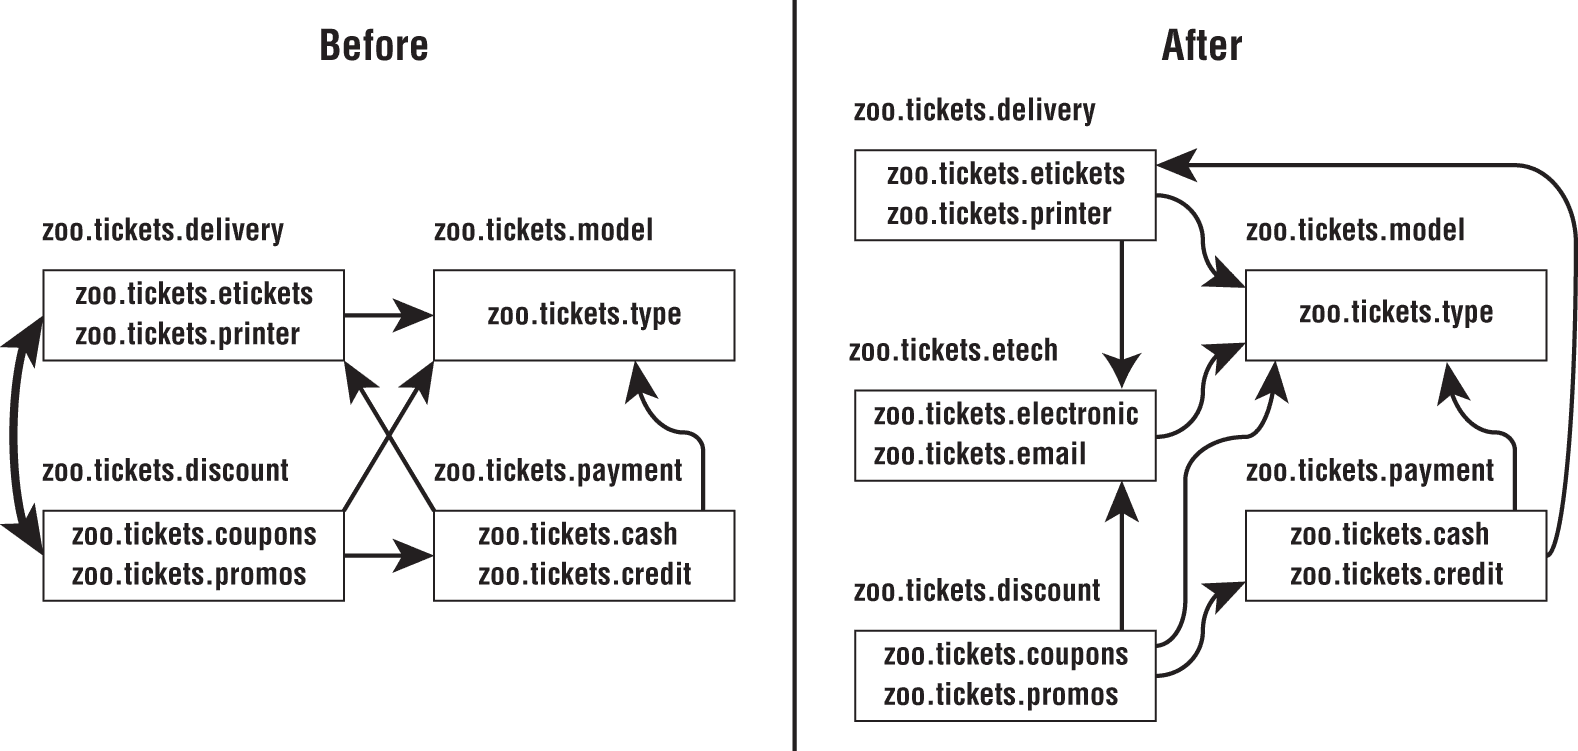 Before
zoo.tickets.delivery
zoo.tickets.etickets
zoo.tickets.printer
zoo.tickets.model
zoo.tickets.type
zoo.tickets.discount
zoo.tickets.coupons
zoo.tickets.promos
zoo.tickets.payment
zoo.tickets.cash
zoo.tickets.credit
After
zoo.tickets.delivery
zoo.tickets.etickets
zoo.tickets.printer
zoo.tickets.model
zoo.tickets.type
zoo.tickets.etech
zoo.tickets.electronic
zoo.tickets.email
zoo.tickets.payment
zoo.tickets.cash
zoo.tickets.credit
zoo.tickets.discount
zoo.tickets.coupons
zoo.tickets.promos